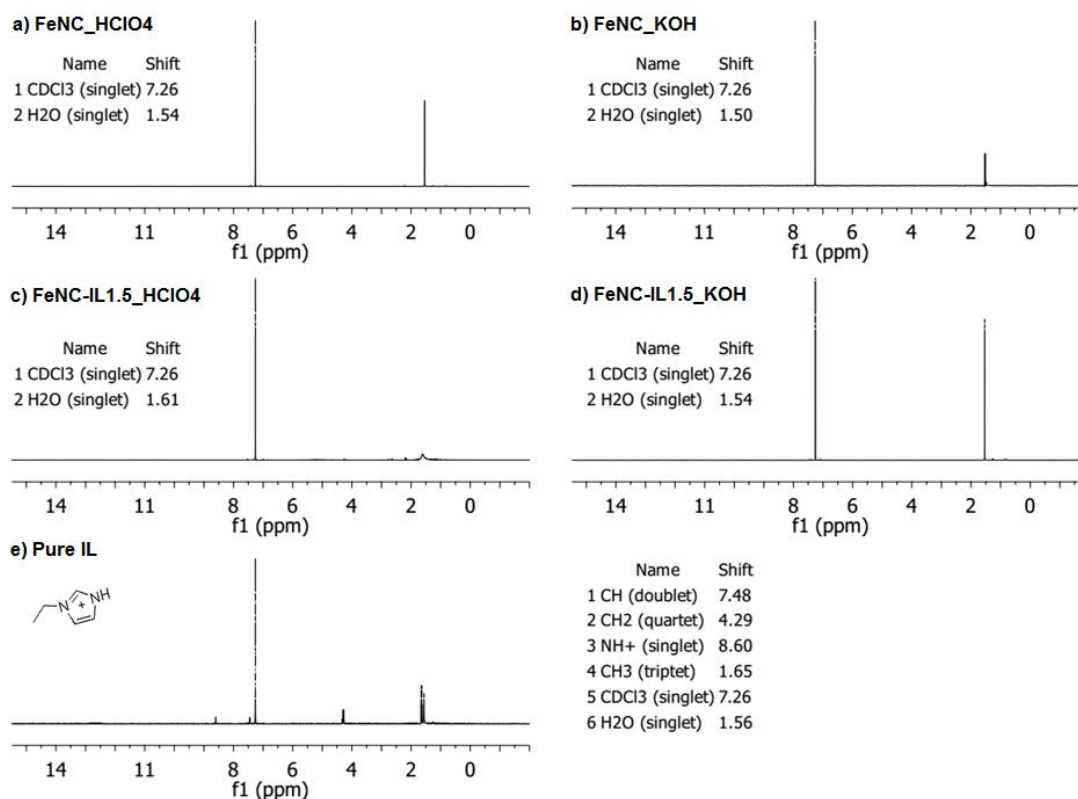 a) FeNC_HClO4
Name Shift
1 CDCl3 (singlet) 7.26
2 H2O (singlet) 1.54
14 11 8 6 4 2 0
f1 (ppm)
b) FeNC_KOH
Name Shift
1 CDCl3 (singlet) 7.26
2 H2O (singlet) 1.50
14 11 8 6 4 2 0
f1 (ppm)
c) FeNC-IL1.5_HClO4
Name Shift
1 CDCl3 (singlet) 7.26
2 H2O (singlet) 1.61
14 11 8 6 4 2 0
f1 (ppm)
d) FeNC-IL1.5_KOH
Name Shift
1 CDCl3 (singlet) 7.26
2 H2O (singlet) 1.54
14 11 8 6 4 2 0
f1 (ppm)
e) Pure IL
N + NH
14 11 8 6 4 2 0
f1 (ppm)
Name Shift
1 CH (doublet) 7.48
2 CH2 (quartet) 4.29
3 NH+ (singlet) 8.60
4 CH3 (triptet) 1.65
5 CDCl3 (singlet) 7.26
6 H2O (singlet) 1.56